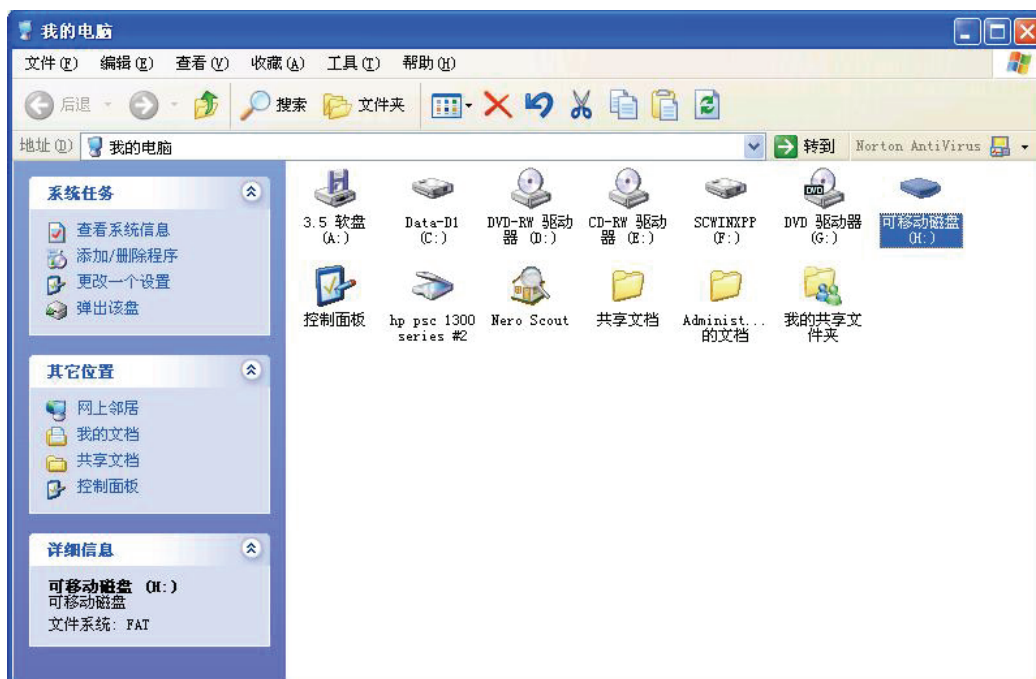 我的电脑
文件(F) 编辑(E) 查看(V) 收藏(A) 工具(T) 帮助(H)
后退 搜索 文件夹
地址(D) 我的电脑 转到 Norton AntiVirus
系统任务
查看系统信息
添加/删除程序
更改一个设置
弹出该盘
其它位置
网上邻居
我的文档
共享文档
控制面板
详细信息
可移动磁盘 (H:)
可移动磁盘
文件系统: FAT
3.5 软盘
(A:)
Data-D1
(C:)
DVD-RW 驱动
器 (D:)
CD-RW 驱动
器 (E:)
SCWINXPP
(F:)
DVD
DVD 驱动器
(G:)
可移动磁盘
(H:)
控制面板
hp psc 1300
series #2
Nero Scout
共享文档
Administ...
的文档
我的共享文
件夹